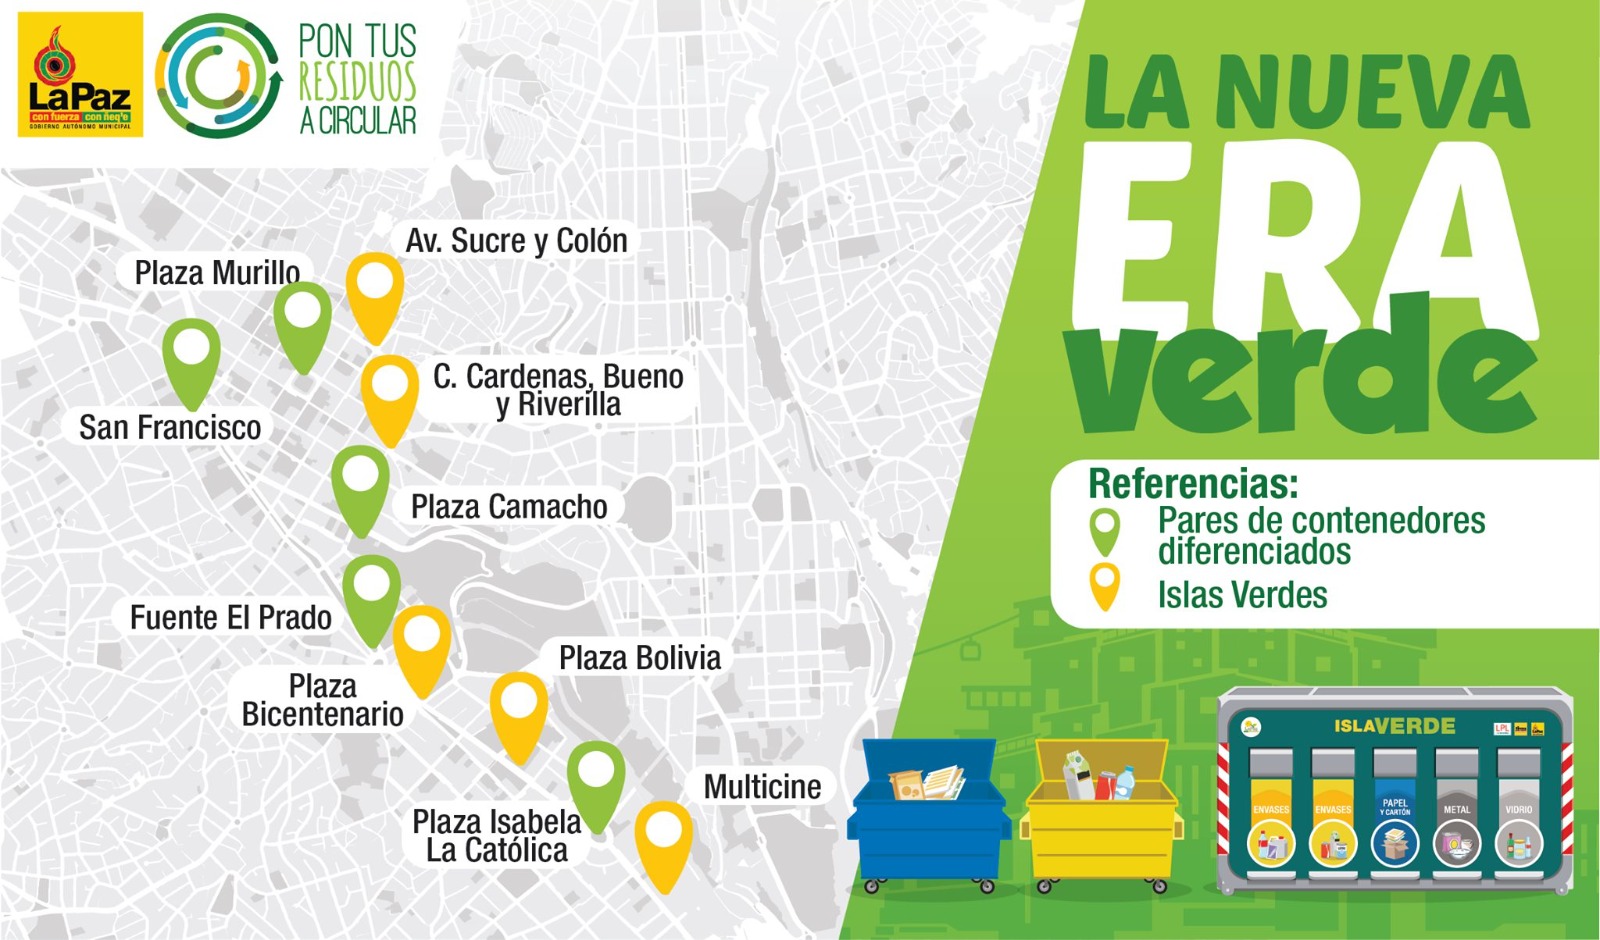 LaPaz
con fuerza con ñeq'e
GOBIERNO AUTÓNOMO MUNICIPAL
PON TUS
RESIDUOS
A CIRCULAR
LA NUEVA
ERA
verde
Av. Sucre y Colón
Plaza Murillo
San Francisco
C. Cardenas, Bueno
y Riverilla
Plaza Camacho
Fuente El Prado
Plaza
Bicentenario
Plaza Bolivia
Plaza Isabela
La Católica
Multicine
Referencias:
Pares de contenedores
diferenciados
Islas Verdes
ISLAVERDE
LPL
ENVASES
ENVASES
PAPEL
Y CARTÓN
METAL
VIDRIO